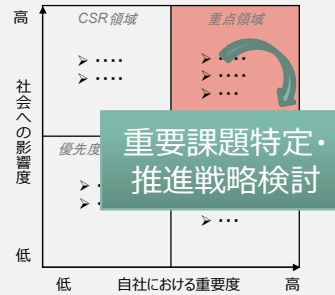 高
CSR領域
重点領域
➢ ····
➢ ····
➢ ····
➢ ····
➢ ···
社会への影響度
優先度
重要課題特定・
推進戦略検討
➢ ···
低
低
自社における重要度
高